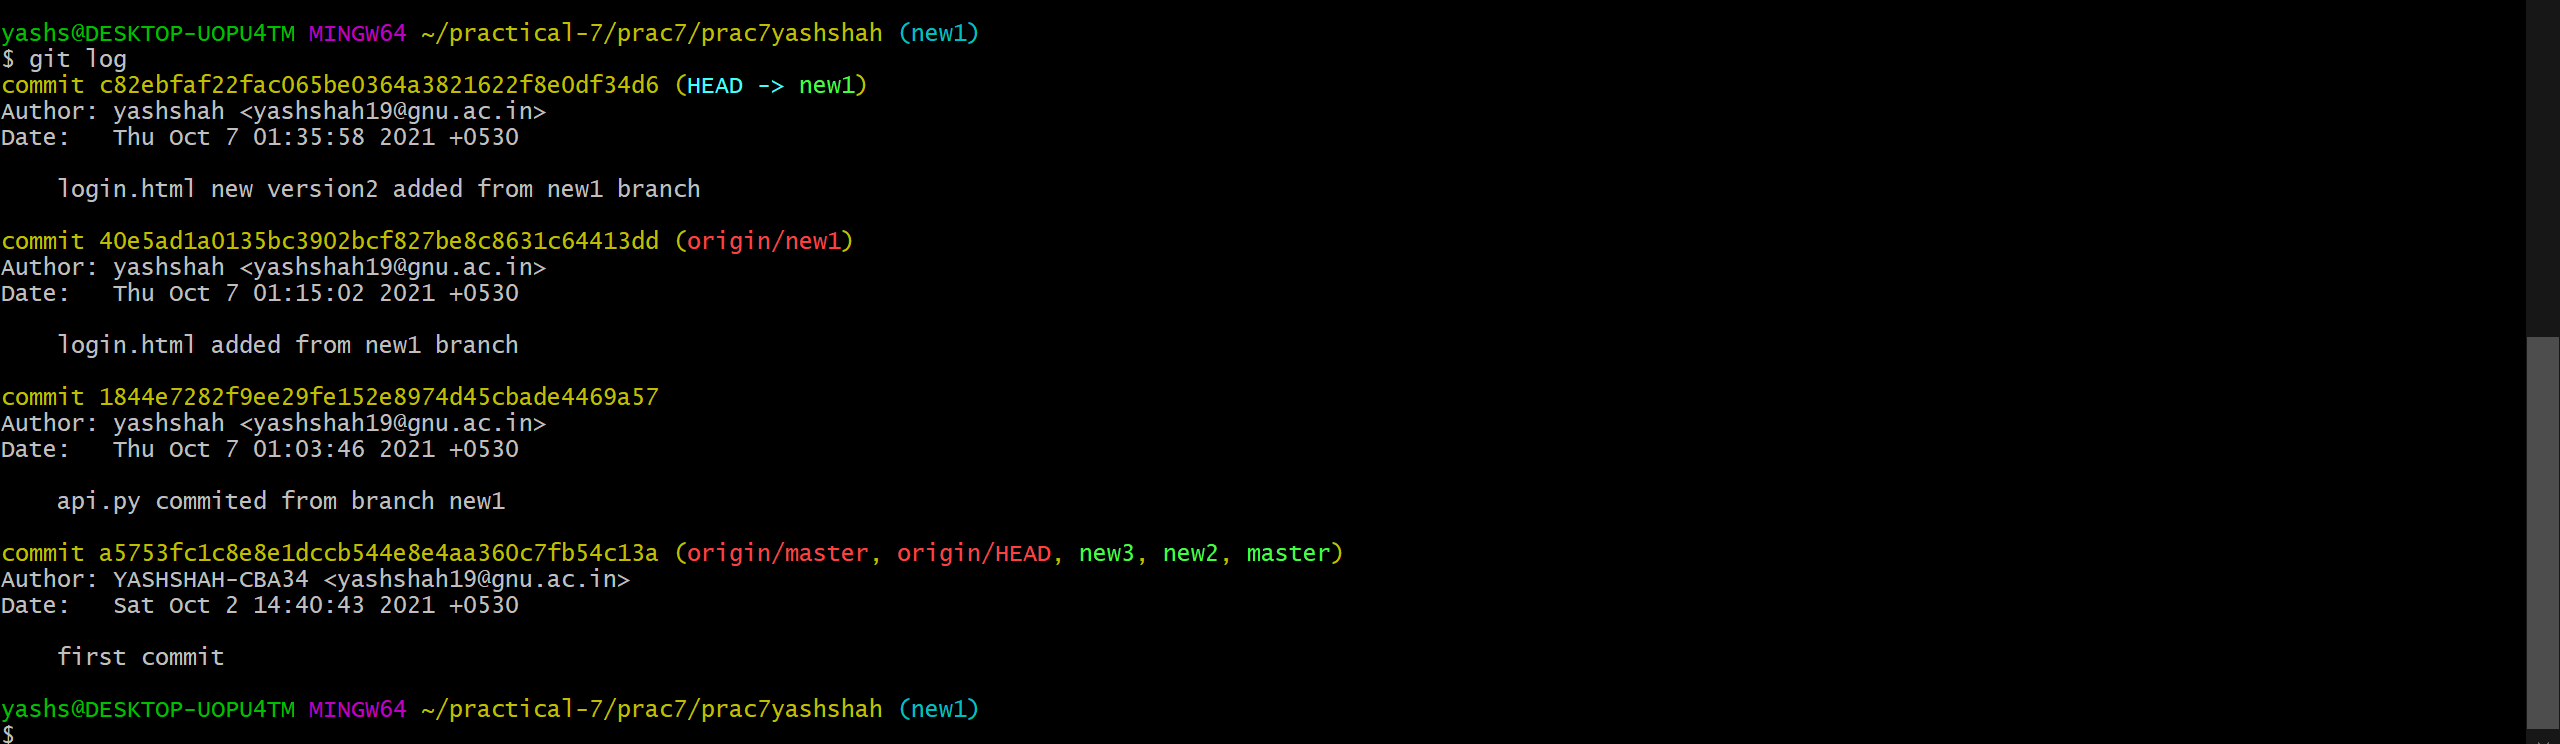 yashs@DESKTOP-UOPU4TM MINGW64 ~/practical-7/prac7/prac7yashshah (new1)
$ git log
commit c82ebfaf22fac065be0364a3821622f8e0df34d6 (HEAD -> new1)
Author: yashshah <yashshah19@gnu.ac.in>
Date:   Thu Oct 7 01:35:58 2021 +0530

    login.html new version2 added from new1 branch

commit 40e5ad1a0135bc3902bcf827be8c8631c64413dd (origin/new1)
Author: yashshah <yashshah19@gnu.ac.in>
Date:   Thu Oct 7 01:15:02 2021 +0530

    login.html added from new1 branch

commit 1844e7282f9ee29fe152e8974d45cbade4469a57
Author: yashshah <yashshah19@gnu.ac.in>
Date:   Thu Oct 7 01:03:46 2021 +0530

    api.py commited from branch new1

commit a5753fc1c8e8e1dccb544e8e4aa360c7fb54c13a (origin/master, origin/HEAD, new3, new2, master)
Author: YASHSHAH-CBA34 <yashshah19@gnu.ac.in>
Date:   Sat Oct 2 14:40:43 2021 +0530

    first commit

yashs@DESKTOP-UOPU4TM MINGW64 ~/practical-7/prac7/prac7yashshah (new1)
$